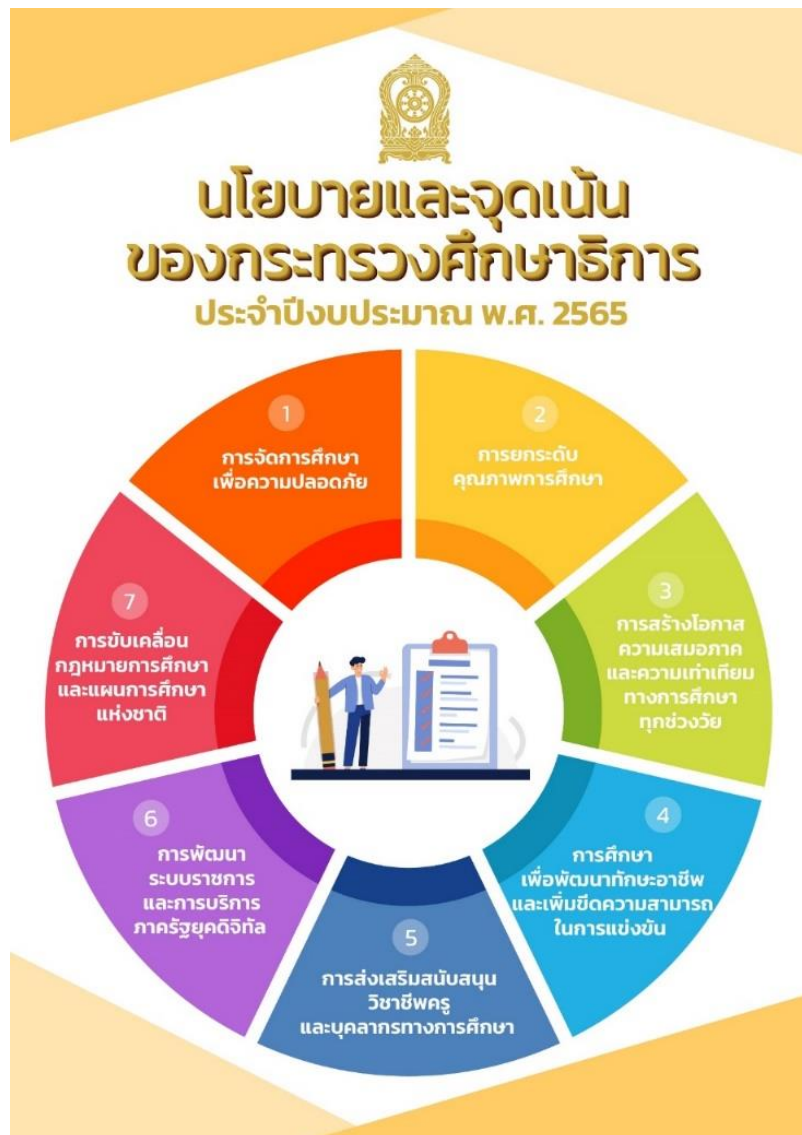 นโยบายและจุดเน้น
ของกระทรวงศึกษาธิการ
ประจำปีงบประมาณ พ.ศ. 2565
1
การจัดการศึกษา
เพื่อความปลอดภัย
2
การยกระดับ
คุณภาพการศึกษา
3
การสร้างโอกาส
ความเสมอภาค
และความเท่าเทียม
ทางการศึกษา
ทุกช่วงวัย
4
การศึกษา
เพื่อพัฒนาทักษะอาชีพ
และเพิ่มขีดความสามารถ
ในการแข่งขัน
5
การส่งเสริมสนับสนุน
วิชาชีพครู
และบุคลากรทางการศึกษา
6
การพัฒนา
ระบบราชการ
และการบริการ
ภาครัฐยุคดิจิทัล
7
การขับเคลื่อน
กฎหมายการศึกษา
และแผนการศึกษา
แห่งชาติ